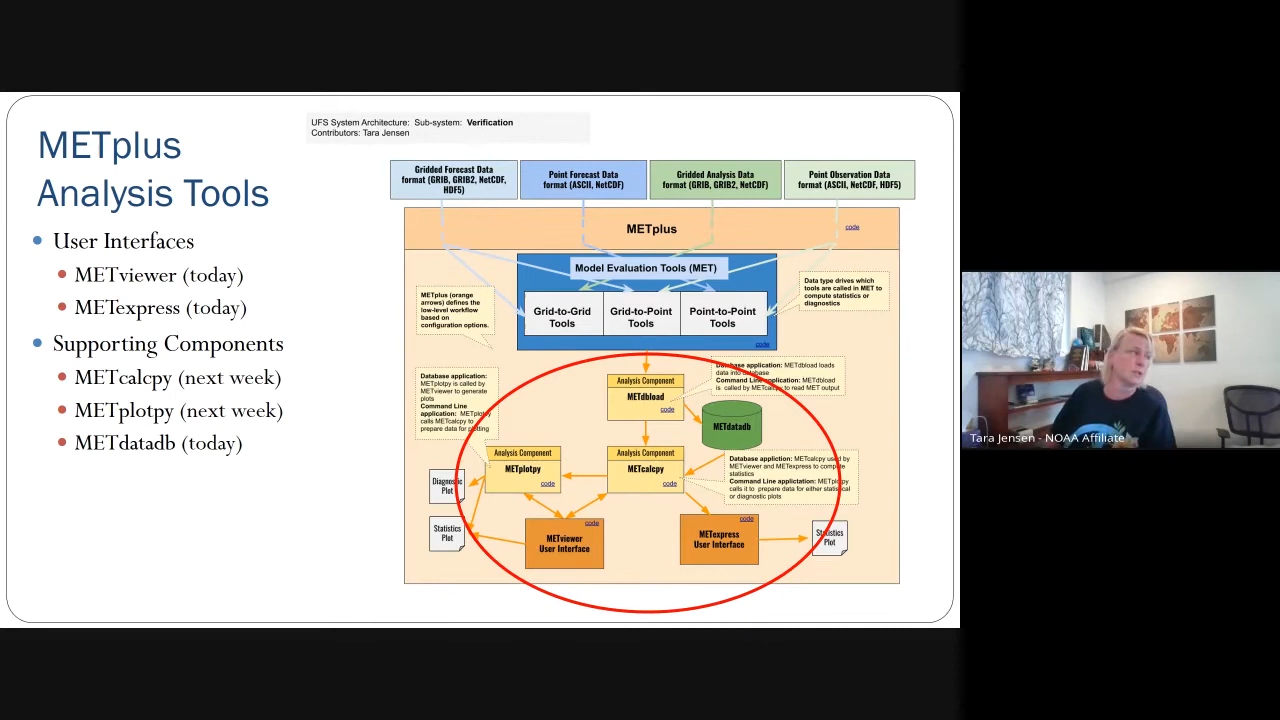 METplus
Analysis Tools
User Interfaces
METviewer (today)
METexpress (today)
Supporting Components
METcalcpy (next week)
METplotpy (next week)
METdatadb (today)
UFS System Architecture: Sub-system: Verification
Contributors: Tara Jensen
Gridded Forecast Data
format (GRIB, GRIB2, NetCDF,
HDF5)
Point Forecast Data
format (ASCII, NetCDF)
Gridded Analysis Data
format (GRIB, GRIB2, NetCDF)
Point Observation Data
format (ASCII, NetCDF, HDF5)
METplus
code
Model Evaluation Tools (MET)
Grid-to-Grid
Tools
Grid-to-Point
Tools
Point-to-Point
Tools
code
METplus (orange
arrows) defines the
low-level workflow
based on
configuration options.
Data type drives which
tools are called in MET to
compute statistics or
diagnostics
Database application:
METplotpy is called by
METviewer to generate
plots
Command Line
application: METplotpy
calls METcalcpy to
prepare data for plotting
Analysis Component
METdbload
code
Database application: METdbload loads
data into database
Command Line application: METdbload
is called by METcalcpy to read MET output
METdatadb
Analysis Component
METplotpy
code
Analysis Component
METcalcpy
code
Database appliction: METcalcpy used by
METviewer and METexpress to compute
statistics
Command Line applictation: METplotpy
calls it to prepare data for either statistical
or diagnostic plots
Diagnostic
Plot
Statistics
Plot
code
METviewer
User Interface
code
METexpress
User Interface
Statistics
Plot
Tara Jensen - NOAA Affiliate